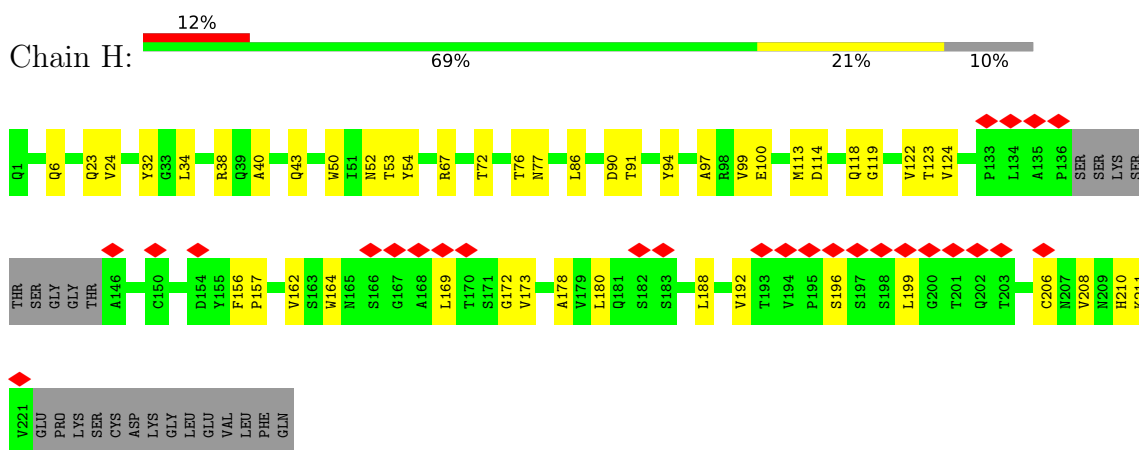 12%
Chain H:
69% 21% 10%
Q1 Q6 Q23 V24 Y32 G33 L34 R38 Q39 A40 Q43 W50 I51 N52 T53 Y54 R67 T72 T76 N77 L86 D90 T91 Y94 A97 R98 V99 E100 M113 D114 Q118 G119 V122 T123 V124 P133 L134 A135 P136 SER SER LYS SER
THR SER GLY GLY THR A146 C150 D154 Y155 F156 P157 V162 S163 W164 N165 S166 G167 A168 L169 T170 S171 G172 V173 A178 V179 L180 Q181 S182 S183 L188 V192 T193 V194 P195 S196 S197 S198 L199 G200 T201 Q202 T203 C206 N207 V208 N209 H210
V221 GLU PRO LYS SER CYS ASP LYS GLY LEU GLU VAL LEU PHE GLN